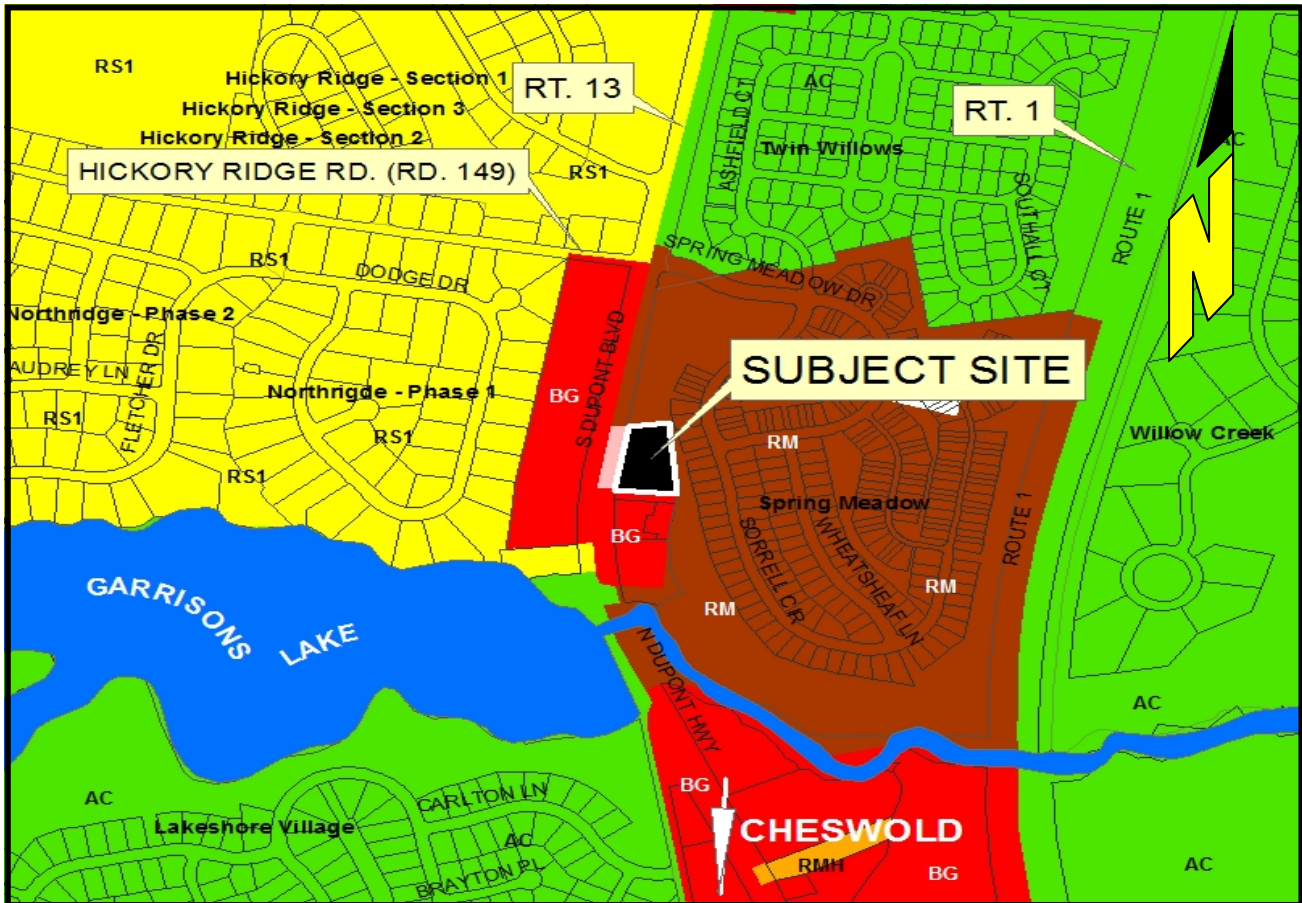 RS1
Hickory Ridge - Section 1
Hickory Ridge - Section 3
Hickory Ridge - Section 2
RT. 13
AC
RT. 1
AC
HICKORY RIDGE RD. (RD. 149)
RS1
ASHFIELD CT
Twin Willows
SOUTHALL CT
ROUTE 1
N
SPRING MEADOW DR
RS1
DODGE DR
Northridge - Phase 2
AUDREY LN
FLETCHER DR
RS1
Northrigde - Phase 1
RS1
RS1
BG
S DUPONT BLVD
SUBJECT SITE
RM
Willow Creek
Spring Meadow
BG
SORRELL CIR
WHEATSHEAF LN
ROUTE 1
RM
RM
GARRISONS
LAKE
N DUPONT HWY
AC
AC
CARLTON LN
Lakeshore Village
AC
BRAYTON PL
BG
CHESWOLD
RMH
BG
AC